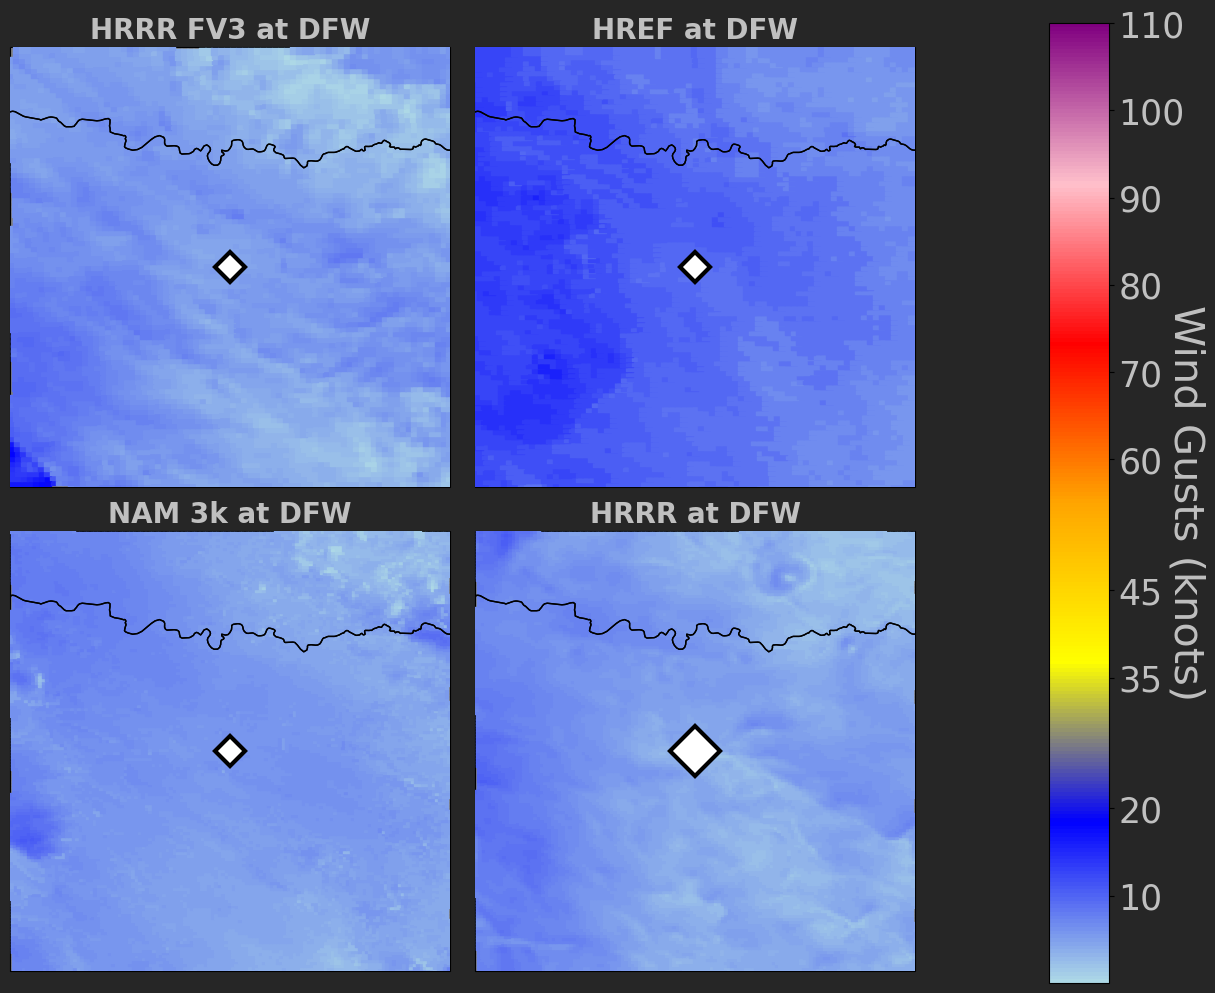 HRRR FV3 at DFW
HREF at DFW
NAM 3k at DFW
HRRR at DFW
110
100
90
80
70
60
45
35
20
10
Wind Gusts (knots)